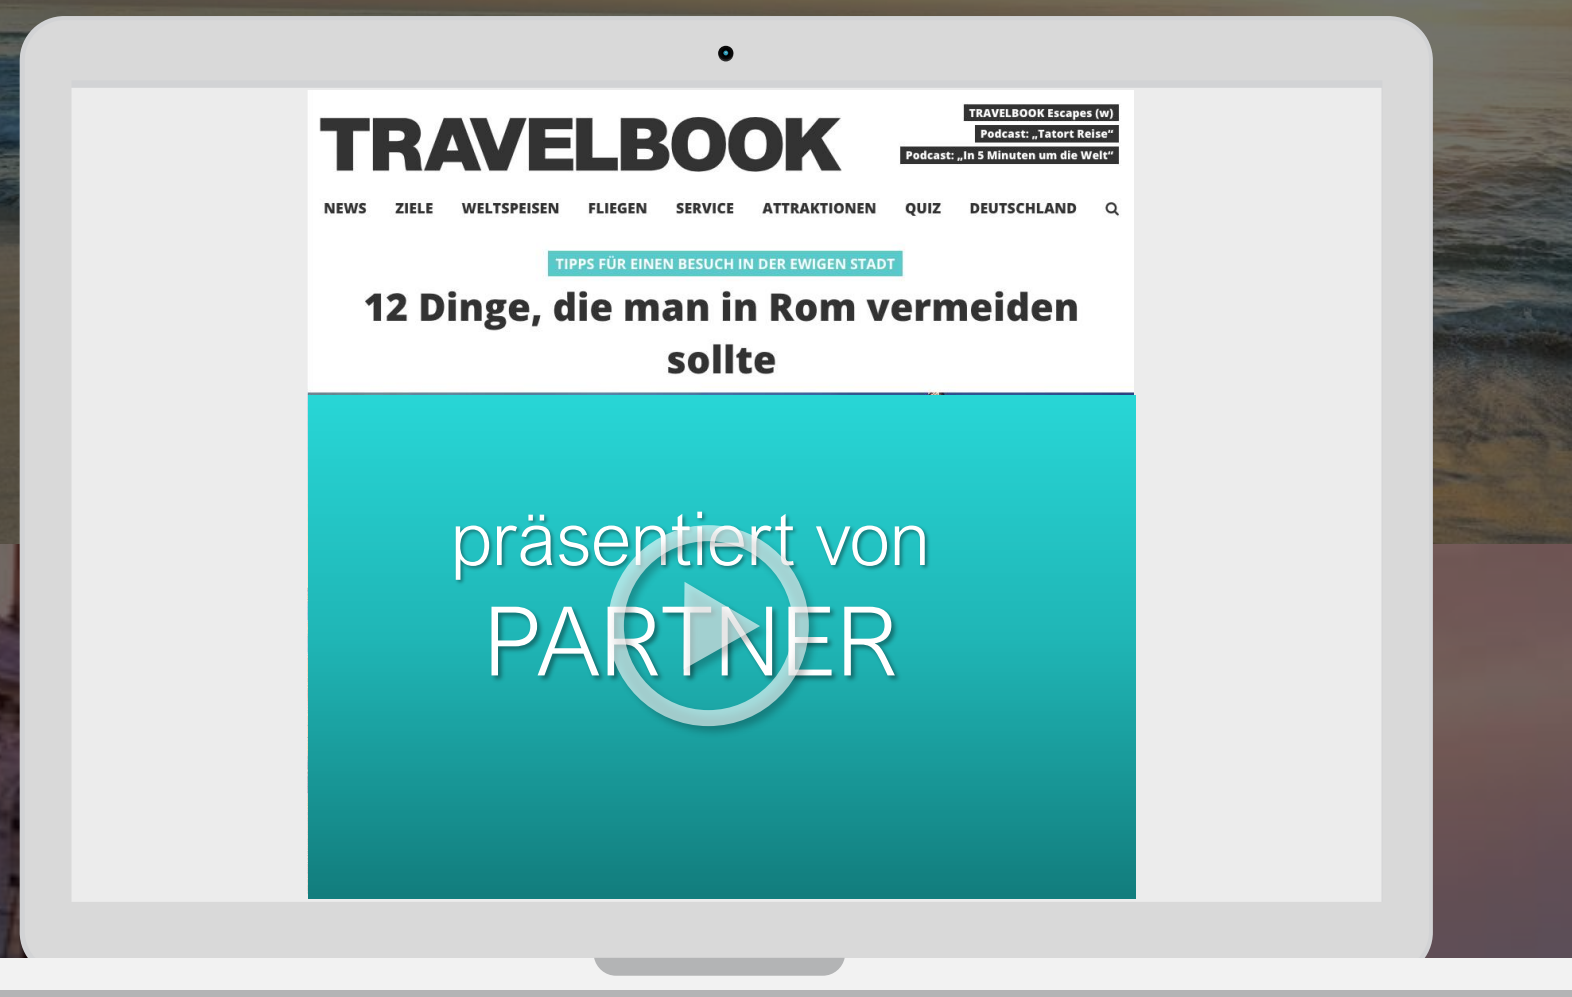 TRAVELBOOK
TRAVELBOOK Escapes (w)
Podcast: „Tatort Reise“
Podcast: „In 5 Minuten um die Welt“
NEWS ZIELE WELTSPEISEN FLIEGEN SERVICE ATTRAKTIONEN QUIZ DEUTSCHLAND
TIPPS FÜR EINEN BESUCH IN DER EWIGEN STADT
12 Dinge, die man in Rom vermeiden
sollte
präsentiert von
PARTNER